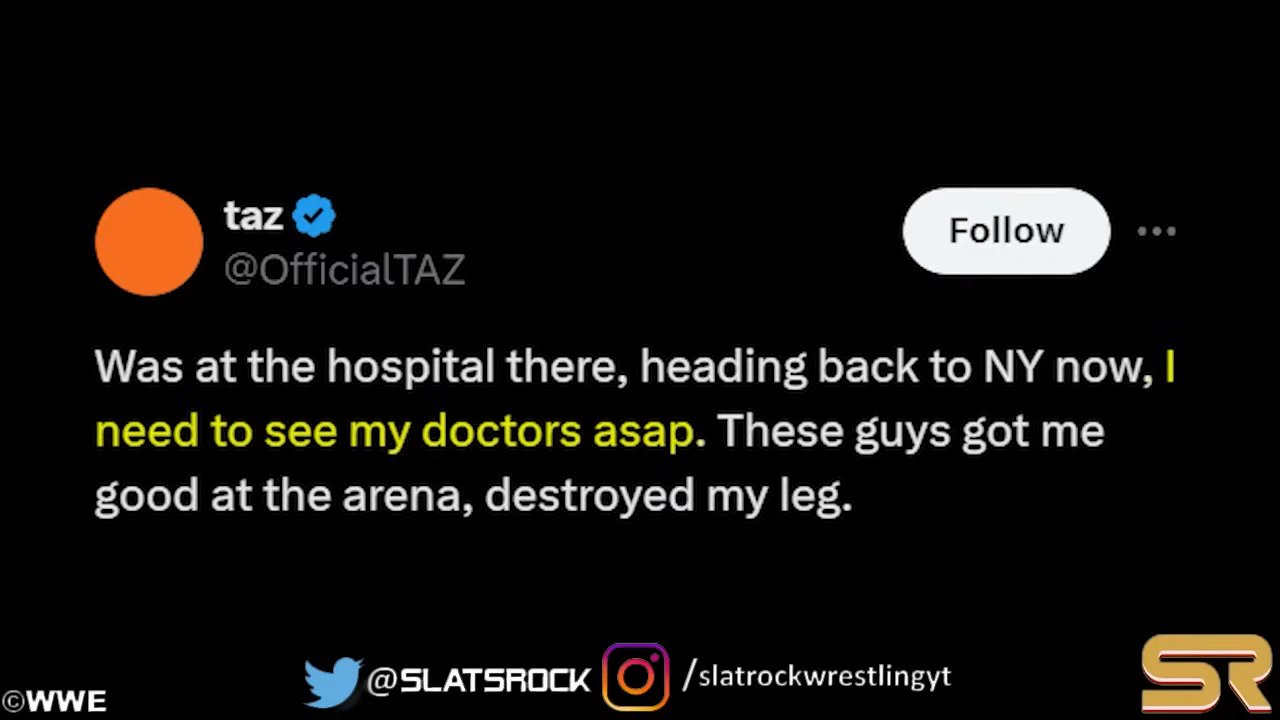 taz
@OfficialTAZ
Follow
Was at the hospital there, heading back to NY now, I
need to see my doctors asap. These guys got me
good at the arena, destroyed my leg.
©WWE
@SLATSROCK
/slatrockwrestlingyt
SR